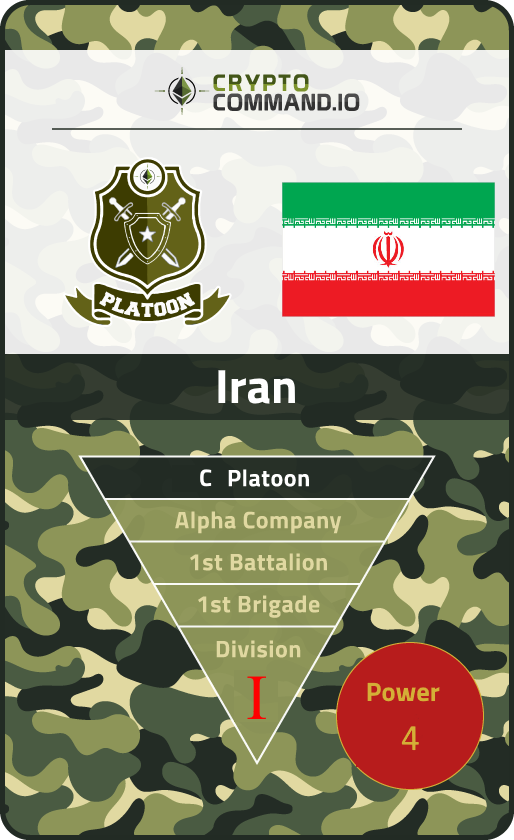 CRYPTO
COMMAND.IO
PLATOON
Iran
C Platoon
Alpha Company
1st Battalion
1st Brigade
Division
I
Power
4